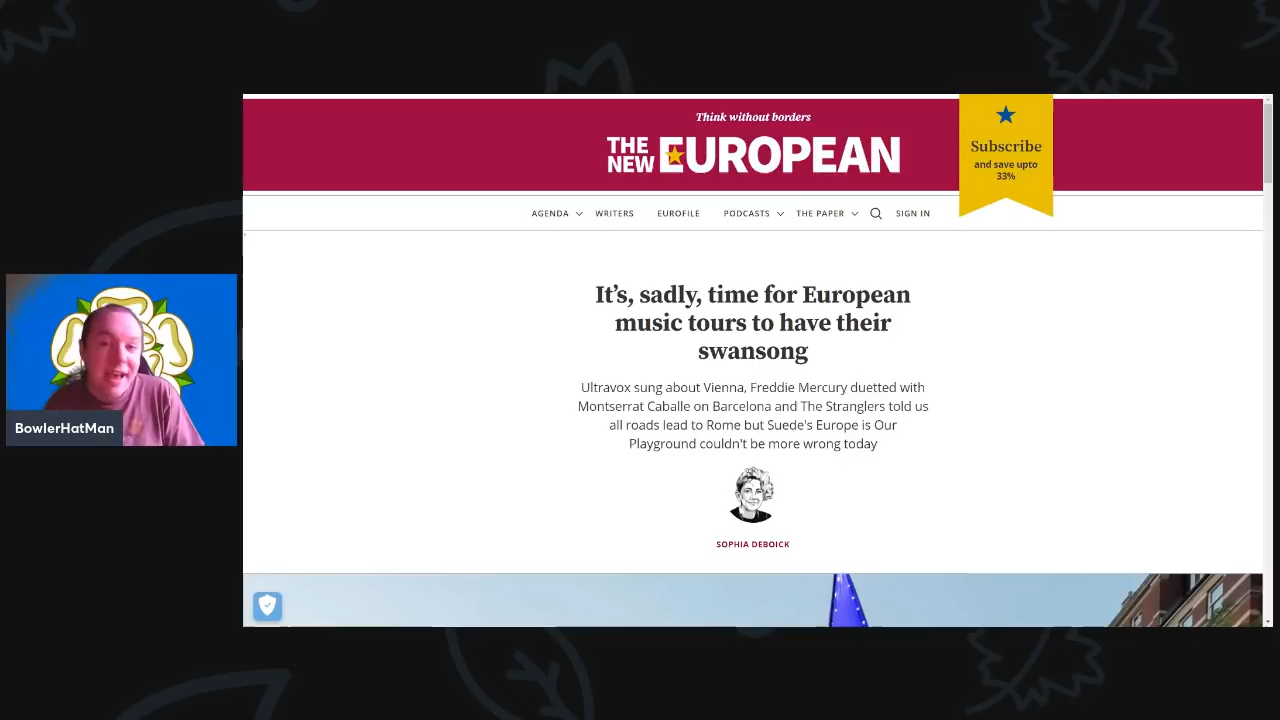 Think without borders
THE NEW EUROPEAN
Subscribe
and save upto
33%
AGENDA
WRITERS
EUROFILE
PODCASTS
THE PAPER
SIGN IN
It’s, sadly, time for European
music tours to have their
swansong
Ultravox sung about Vienna, Freddie Mercury duetted with
Montserrat Caballe on Barcelona and The Stranglers told us
all roads lead to Rome but Suede's Europe is Our
Playground couldn't be more wrong today
SOPHIA DEBOICK
BowlerHatMan